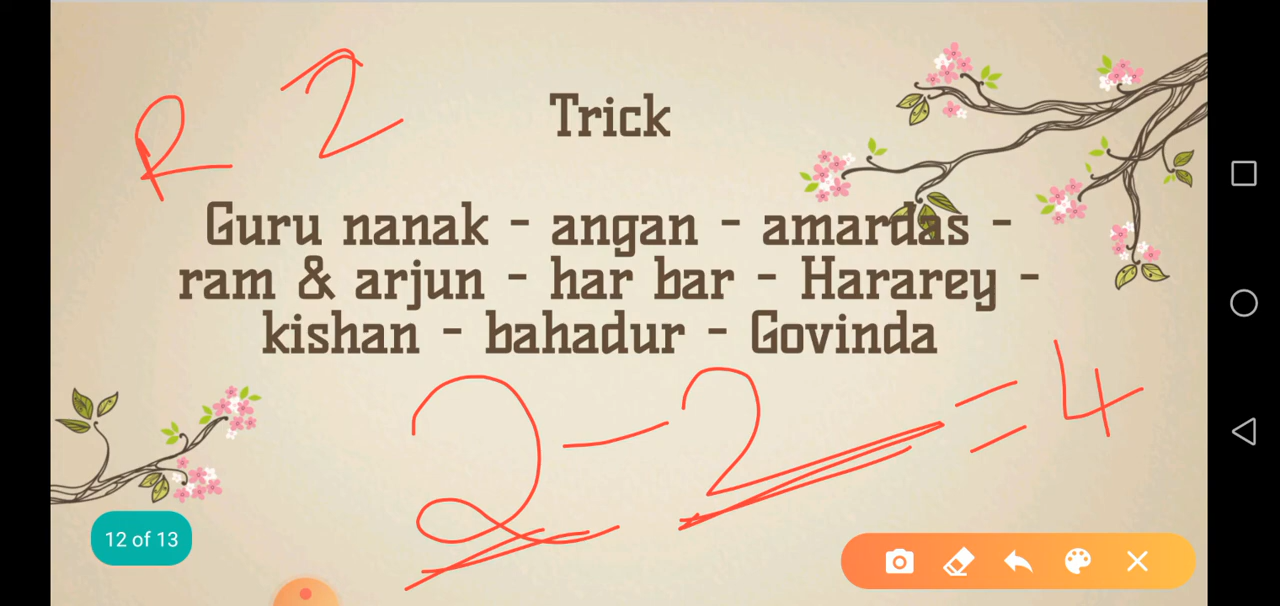 R 2
Trick
Guru nanak - angan - amardas -
ram & arjun - har bar - Hararey -
kishan - bahadur - Govinda
2 - 2 = 4
12 of 13